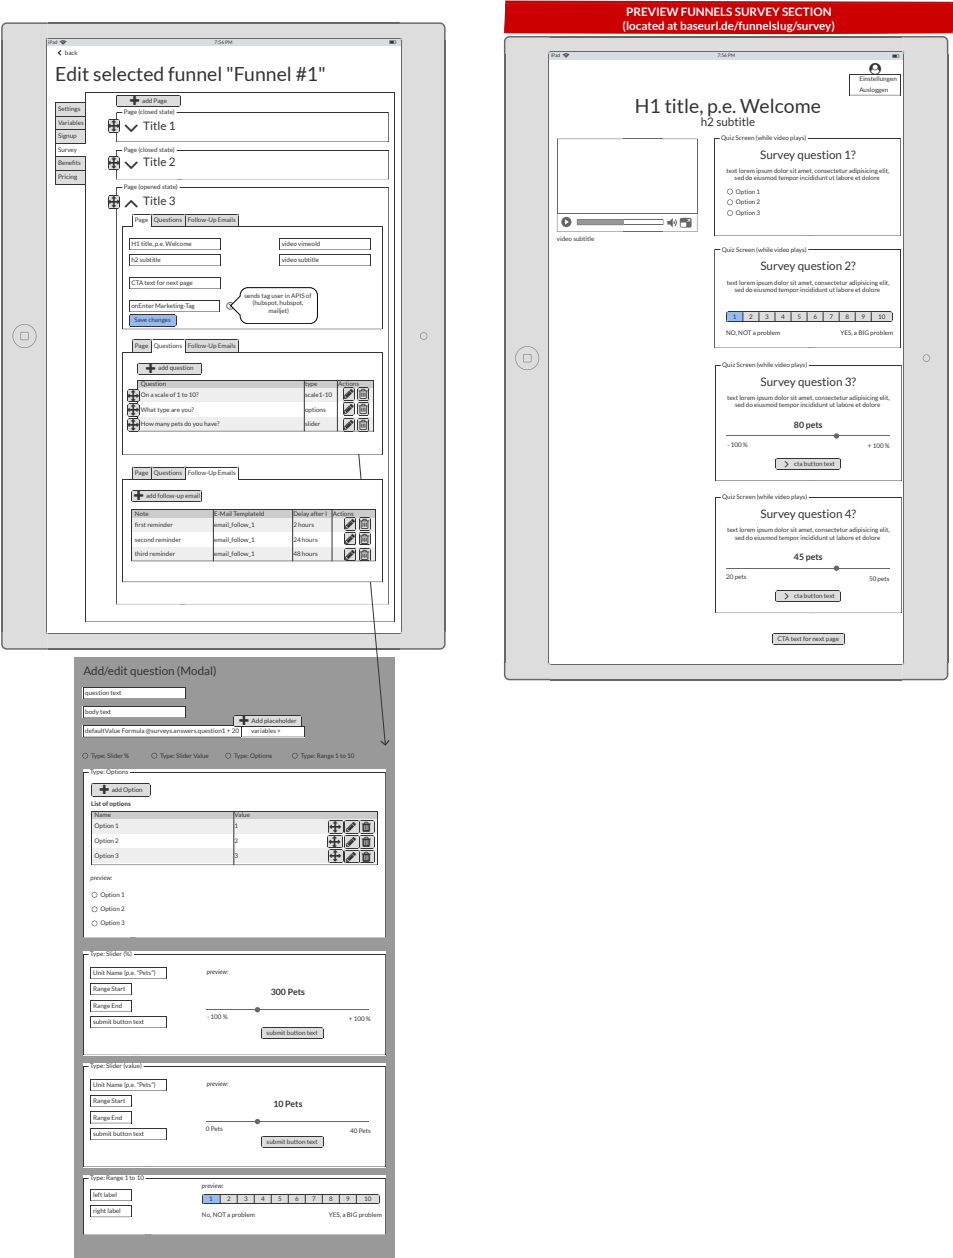 iPad
7:56 PM
back
Edit selected funnel "Funnel #1"
Settings
Variables
Signup
Survey
Benefits
Pricing
add Page
Page (closed state)
Title 1
Page (closed state)
Title 2
Page (opened state)
Title 3
Page Questions Follow-Up Emails
H1 title, p.e. Welcome
video vimeoId
h2 subtitle
video subtitle
CTA text for next page
onEnter Marketing-Tag
sends tag user in APIS of
(hubspot, hubspot,
mailjet)
Save changes
Page Questions Follow-Up Emails
add question
Question type Actions
On a scale of 1 to 10? scale1-10
What type are you? options
How many pets do you have? slider
Page Questions Follow-Up Emails
add follow-up email
Note E-Mail TemplateId Delay after l Actions
first reminder email_follow_1 2 hours
second reminder email_follow_1 24 hours
third reminder email_follow_1 48 hours
Add/edit question (Modal)
question text
body text
Add placeholder
defaultValue Formula @surveys.answers.question1 + 20
variables >
Type: Slider % Type: Slider Value Type: Options Type: Range 1 to 10
Type: Options
add Option
List of options
Name Value
Option 1 1
Option 2 2
Option 3 3
preview:
Option 1
Option 2
Option 3
Type: Slider (%)
Unit Name (p.e. "Pets")
Range Start
Range End
submit button text
preview:
300 Pets
- 100 % + 100 %
submit button text
Type: Slider (value)
Unit Name (p.e. "Pets")
Range Start
Range End
submit button text
preview:
10 Pets
0 Pets 40 Pets
submit button text
Type: Range 1 to 10
left label
right label
preview:
1 2 3 4 5 6 7 8 9 10
No, NOT a problem YES, a BIG problem
PREVIEW FUNNELS SURVEY SECTION
(located at baseurl.de/funnelslug/survey)
iPad
7:56 PM
Einstellungen
Ausloggen
H1 title, p.e. Welcome
h2 subtitle
video subtitle
Quiz Screen (while video plays)
Survey question 1?
text lorem ipsum dolor sit amet, consectetur adipisicing elit,
sed do eiusmod tempor incididunt ut labore et dolore
Option 1
Option 2
Option 3
Quiz Screen (while video plays)
Survey question 2?
text lorem ipsum dolor sit amet, consectetur adipisicing elit,
sed do eiusmod tempor incididunt ut labore et dolore
1 2 3 4 5 6 7 8 9 10
NO, NOT a problem YES, a BIG problem
Quiz Screen (while video plays)
Survey question 3?
text lorem ipsum dolor sit amet, consectetur adipisicing elit,
sed do eiusmod tempor incididunt ut labore et dolore
80 pets
- 100 % + 100 %
cta button text
Quiz Screen (while video plays)
Survey question 4?
text lorem ipsum dolor sit amet, consectetur adipisicing elit,
sed do eiusmod tempor incididunt ut labore et dolore
45 pets
20 pets 50 pets
cta button text
CTA text for next page